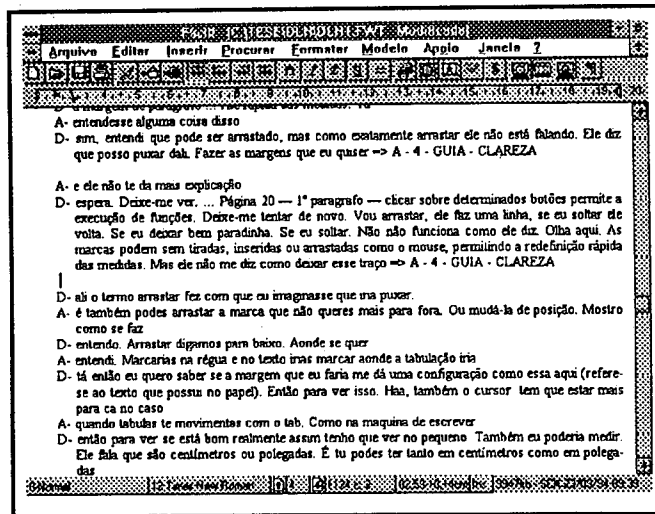 Arquivo Editar Inserir Procurar Formatar Modelo Apoio Janela ?
A- entendesse alguma coisa disso
D- sim, entendi que pode ser arrastado, mas como exatamente arrastar ele não está falando. Ele diz
que posso puxar dali. Fazer as margens que eu quiser => A - 4 - GUIA - CLAREZA
A- e ele não te da mais explicação
D- espera. Deixe-me ver. ... Página 20 — 1º paragrafo — clicar sobre determinados botões permite a
execução de funções. Deixe-me tentar de novo. Vou arrastar, ele faz uma linha, se eu soltar ele
volta. Se eu deixar bem paradinha. Se eu soltar. Não não funciona como ele diz. Olha aqui. As
marcas podem sem tiradas, inseridas ou arrastadas como o mouse, permitindo a redefinição rápida
das medidas. Mas ele não me diz como deixar esse traço => A - 4 - GUIA - CLAREZA
D- ali o termo arrastar fez com que eu imaginasse que ia puxar.
A- é também podes arrastar a marca que não queres mais para fora. Ou mudá-la de posição. Mostro
como se faz
D- entendo. Arrastar digamos para baixo. Aonde se quer
A- entendi. Marcarias na régua e no texto irias marcar aonde a tabulação iria
D- tá então eu quero saber se a margem que eu faria me dá uma configuração como essa aqui (refere-
se ao texto que possui no papel). Então para ver isso. Haa, também o cursor tem que estar mais
para ca no caso
A- quando tabulas te movimentas com o tab. Como na maquina de escrever
D- então para ver se está bom realmente assim tenho que ver no pequeno Também eu poderia medir.
Ele fala que são centímetros ou polegadas. É tu podes ter tanto em centímetros como em polega-
das